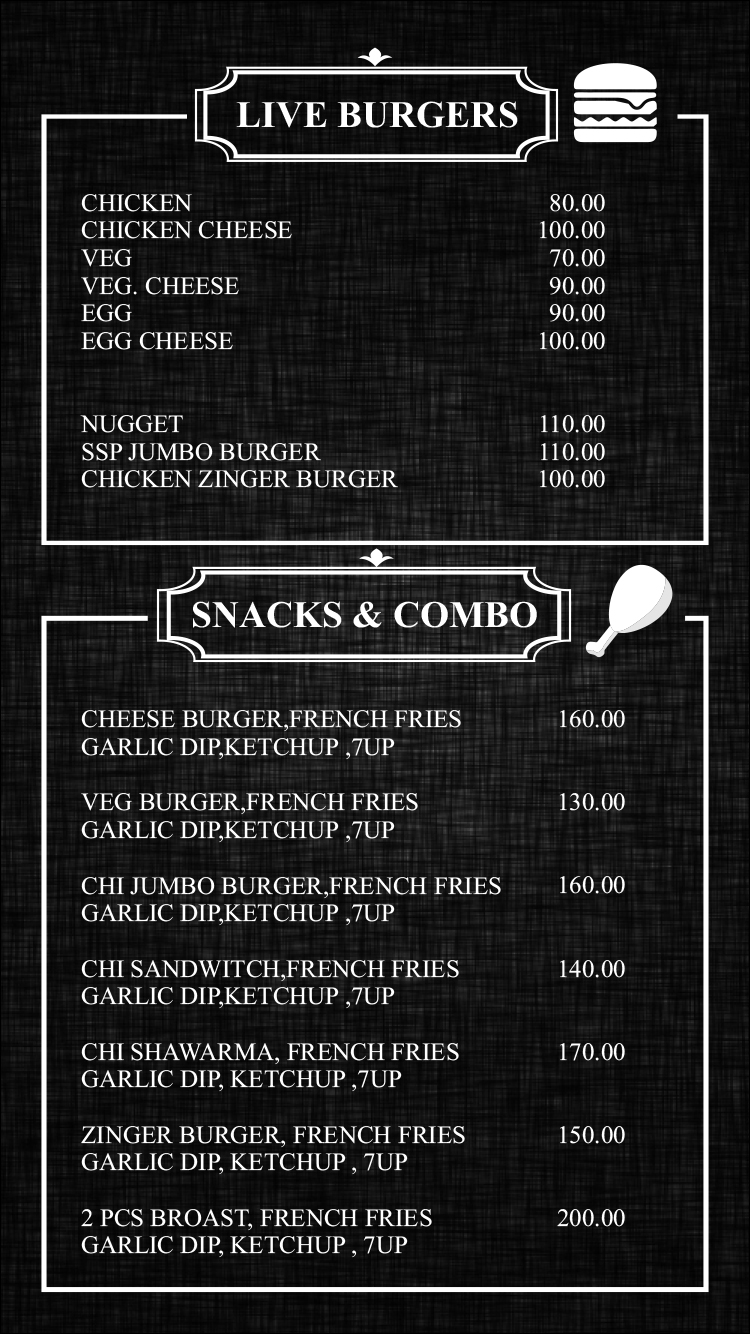 LIVE BURGERS
CHICKEN 80.00
CHICKEN CHEESE 100.00
VEG 70.00
VEG. CHEESE 90.00
EGG 90.00
EGG CHEESE 100.00
NUGGET 110.00
SSP JUMBO BURGER 110.00
CHICKEN ZINGER BURGER 100.00
SNACKS & COMBO
CHEESE BURGER,FRENCH FRIES 160.00
GARLIC DIP,KETCHUP ,7UP
VEG BURGER,FRENCH FRIES 130.00
GARLIC DIP,KETCHUP ,7UP
CHI JUMBO BURGER,FRENCH FRIES 160.00
GARLIC DIP,KETCHUP ,7UP
CHI SANDWITCH,FRENCH FRIES 140.00
GARLIC DIP,KETCHUP ,7UP
CHI SHAWARMA, FRENCH FRIES 170.00
GARLIC DIP, KETCHUP ,7UP
ZINGER BURGER, FRENCH FRIES 150.00
GARLIC DIP, KETCHUP , 7UP
2 PCS BROAST, FRENCH FRIES 200.00
GARLIC DIP, KETCHUP , 7UP